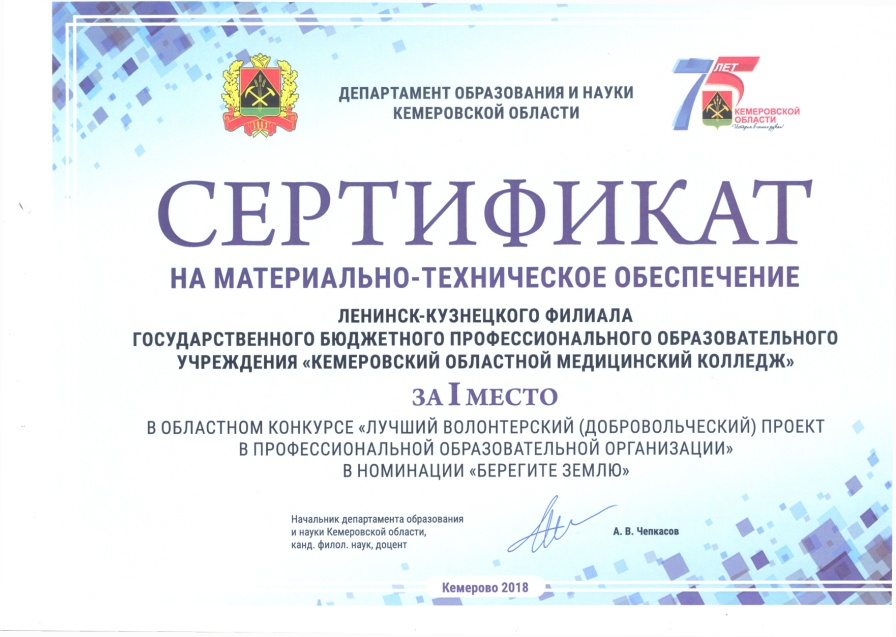 ДЕПАРТАМЕНТ ОБРАЗОВАНИЯ И НАУКИ
КЕМЕРОВСКОЙ ОБЛАСТИ
75 ЛЕТ
КЕМЕРОВСКОЙ
ОБЛАСТИ
СЕРТИФИКАТ
НА МАТЕРИАЛЬНО-ТЕХНИЧЕСКОЕ ОБЕСПЕЧЕНИЕ
ЛЕНИНСК-КУЗНЕЦКОГО ФИЛИАЛА
ГОСУДАРСТВЕННОГО БЮДЖЕТНОГО ПРОФЕССИОНАЛЬНОГО ОБРАЗОВАТЕЛЬНОГО
УЧРЕЖДЕНИЯ «КЕМЕРОВСКИЙ ОБЛАСТНОЙ МЕДИЦИНСКИЙ КОЛЛЕДЖ»
ЗА I МЕСТО
В ОБЛАСТНОМ КОНКУРСЕ «ЛУЧШИЙ ВОЛОНТЕРСКИЙ (ДОБРОВОЛЬЧЕСКИЙ) ПРОЕКТ
В ПРОФЕССИОНАЛЬНОЙ ОБРАЗОВАТЕЛЬНОЙ ОРГАНИЗАЦИИ»
В НОМИНАЦИИ «БЕРЕГИТЕ ЗЕМЛЮ»
Начальник департамента образования
и науки Кемеровской области,
канд. филол. наук, доцент
А. В. Чепкасов
Кемерово 2018